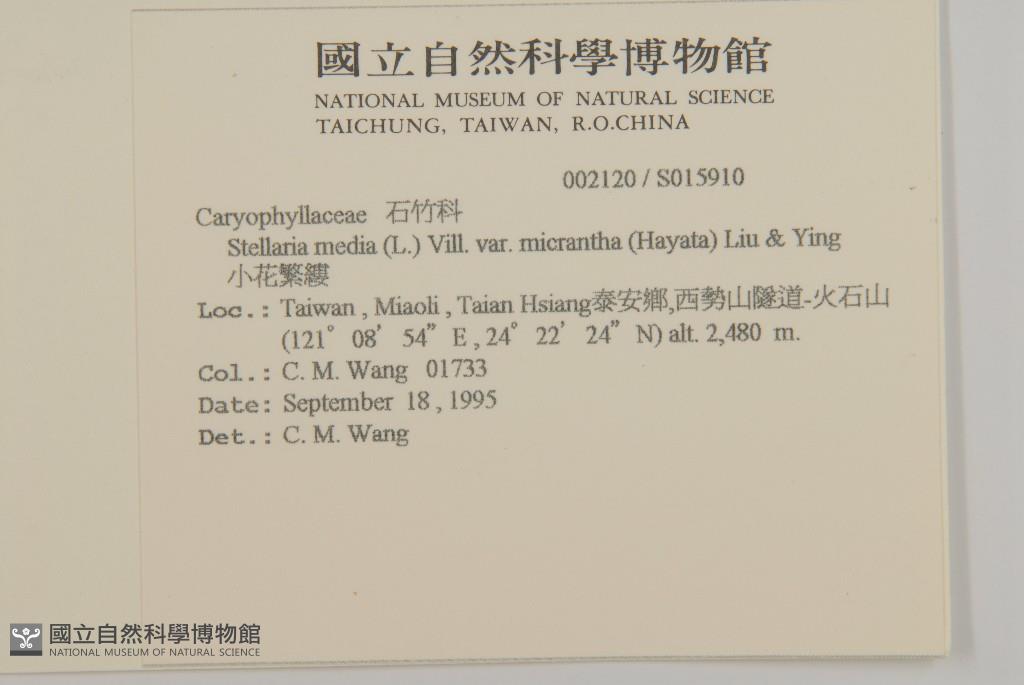 國立自然科學博物館
NATIONAL MUSEUM OF NATURAL SCIENCE
TAICHUNG, TAIWAN, R.O.CHINA
002120 / S015910
Caryophyllaceae 石竹科
Stellaria media (L.) Vill. var. micrantha (Hayata) Liu & Ying
小花繁縷
Loc.: Taiwan , Miaoli , Taian Hsiang泰安鄉,西勢山隧道-火石山
(121° 08’ 54” E , 24° 22’ 24” N) alt. 2,480 m.
Col.: C. M. Wang 01733
Date: September 18 , 1995
Det.: C. M. Wang
國立自然科學博物館
NATIONAL MUSEUM OF NATURAL SCIENCE